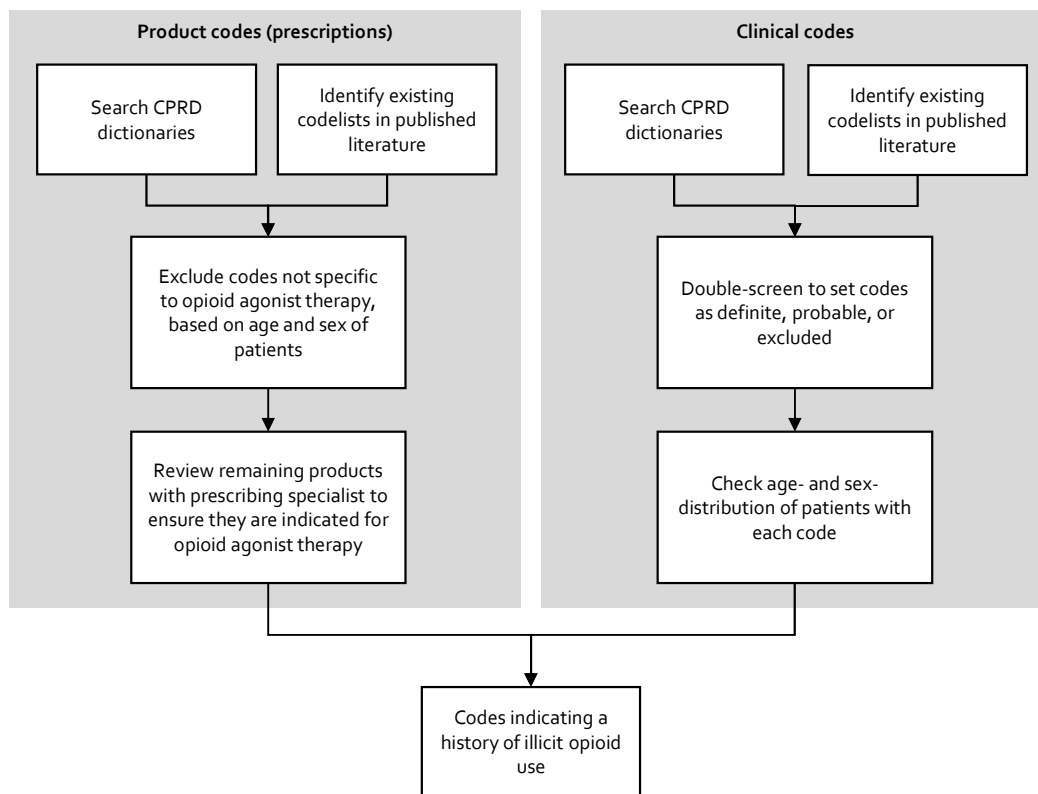 Product codes (prescriptions)
Search CPRD
dictionaries
Identify existing
codelists in published
literature
Exclude codes not specific
to opioid agonist therapy,
based on age and sex of
patients
Review remaining products
with prescribing specialist to
ensure they are indicated for
opioid agonist therapy
Clinical codes
Search CPRD
dictionaries
Identify existing
codelists in published
literature
Double-screen to set codes
as definite, probable, or
excluded
Check age- and sex-
distribution of patients with
each code
Codes indicating a
history of illicit opioid
use